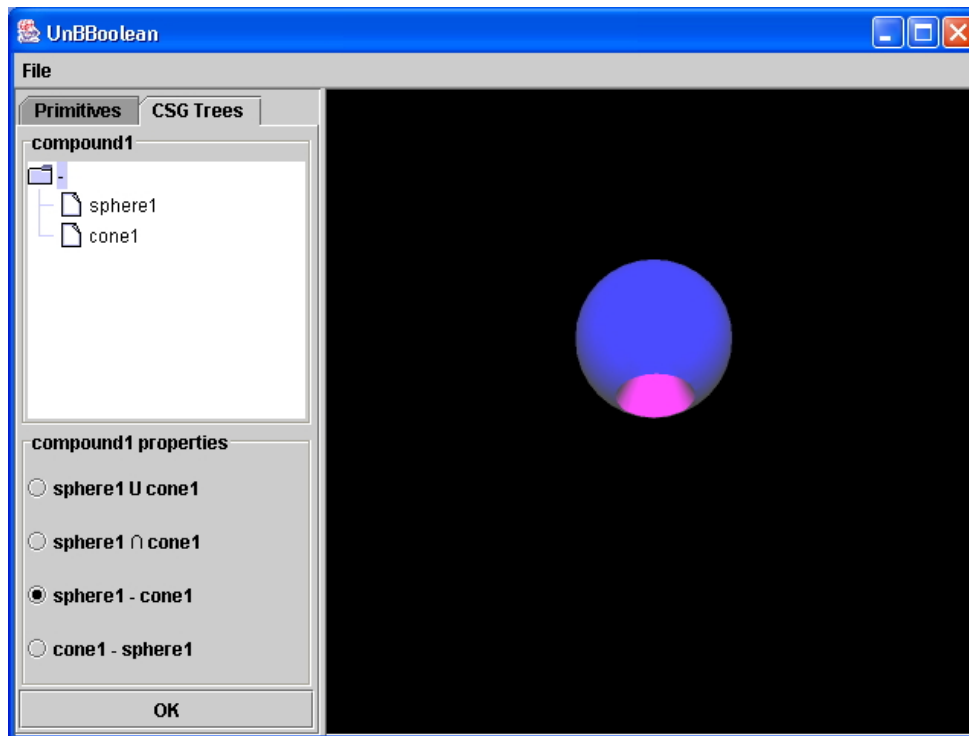 UnBBoolean
File
Primitives CSG Trees
compound1
-
sphere1
cone1
compound1 properties
sphere1 U cone1
sphere1 ∩ cone1
sphere1 - cone1
cone1 - sphere1
OK